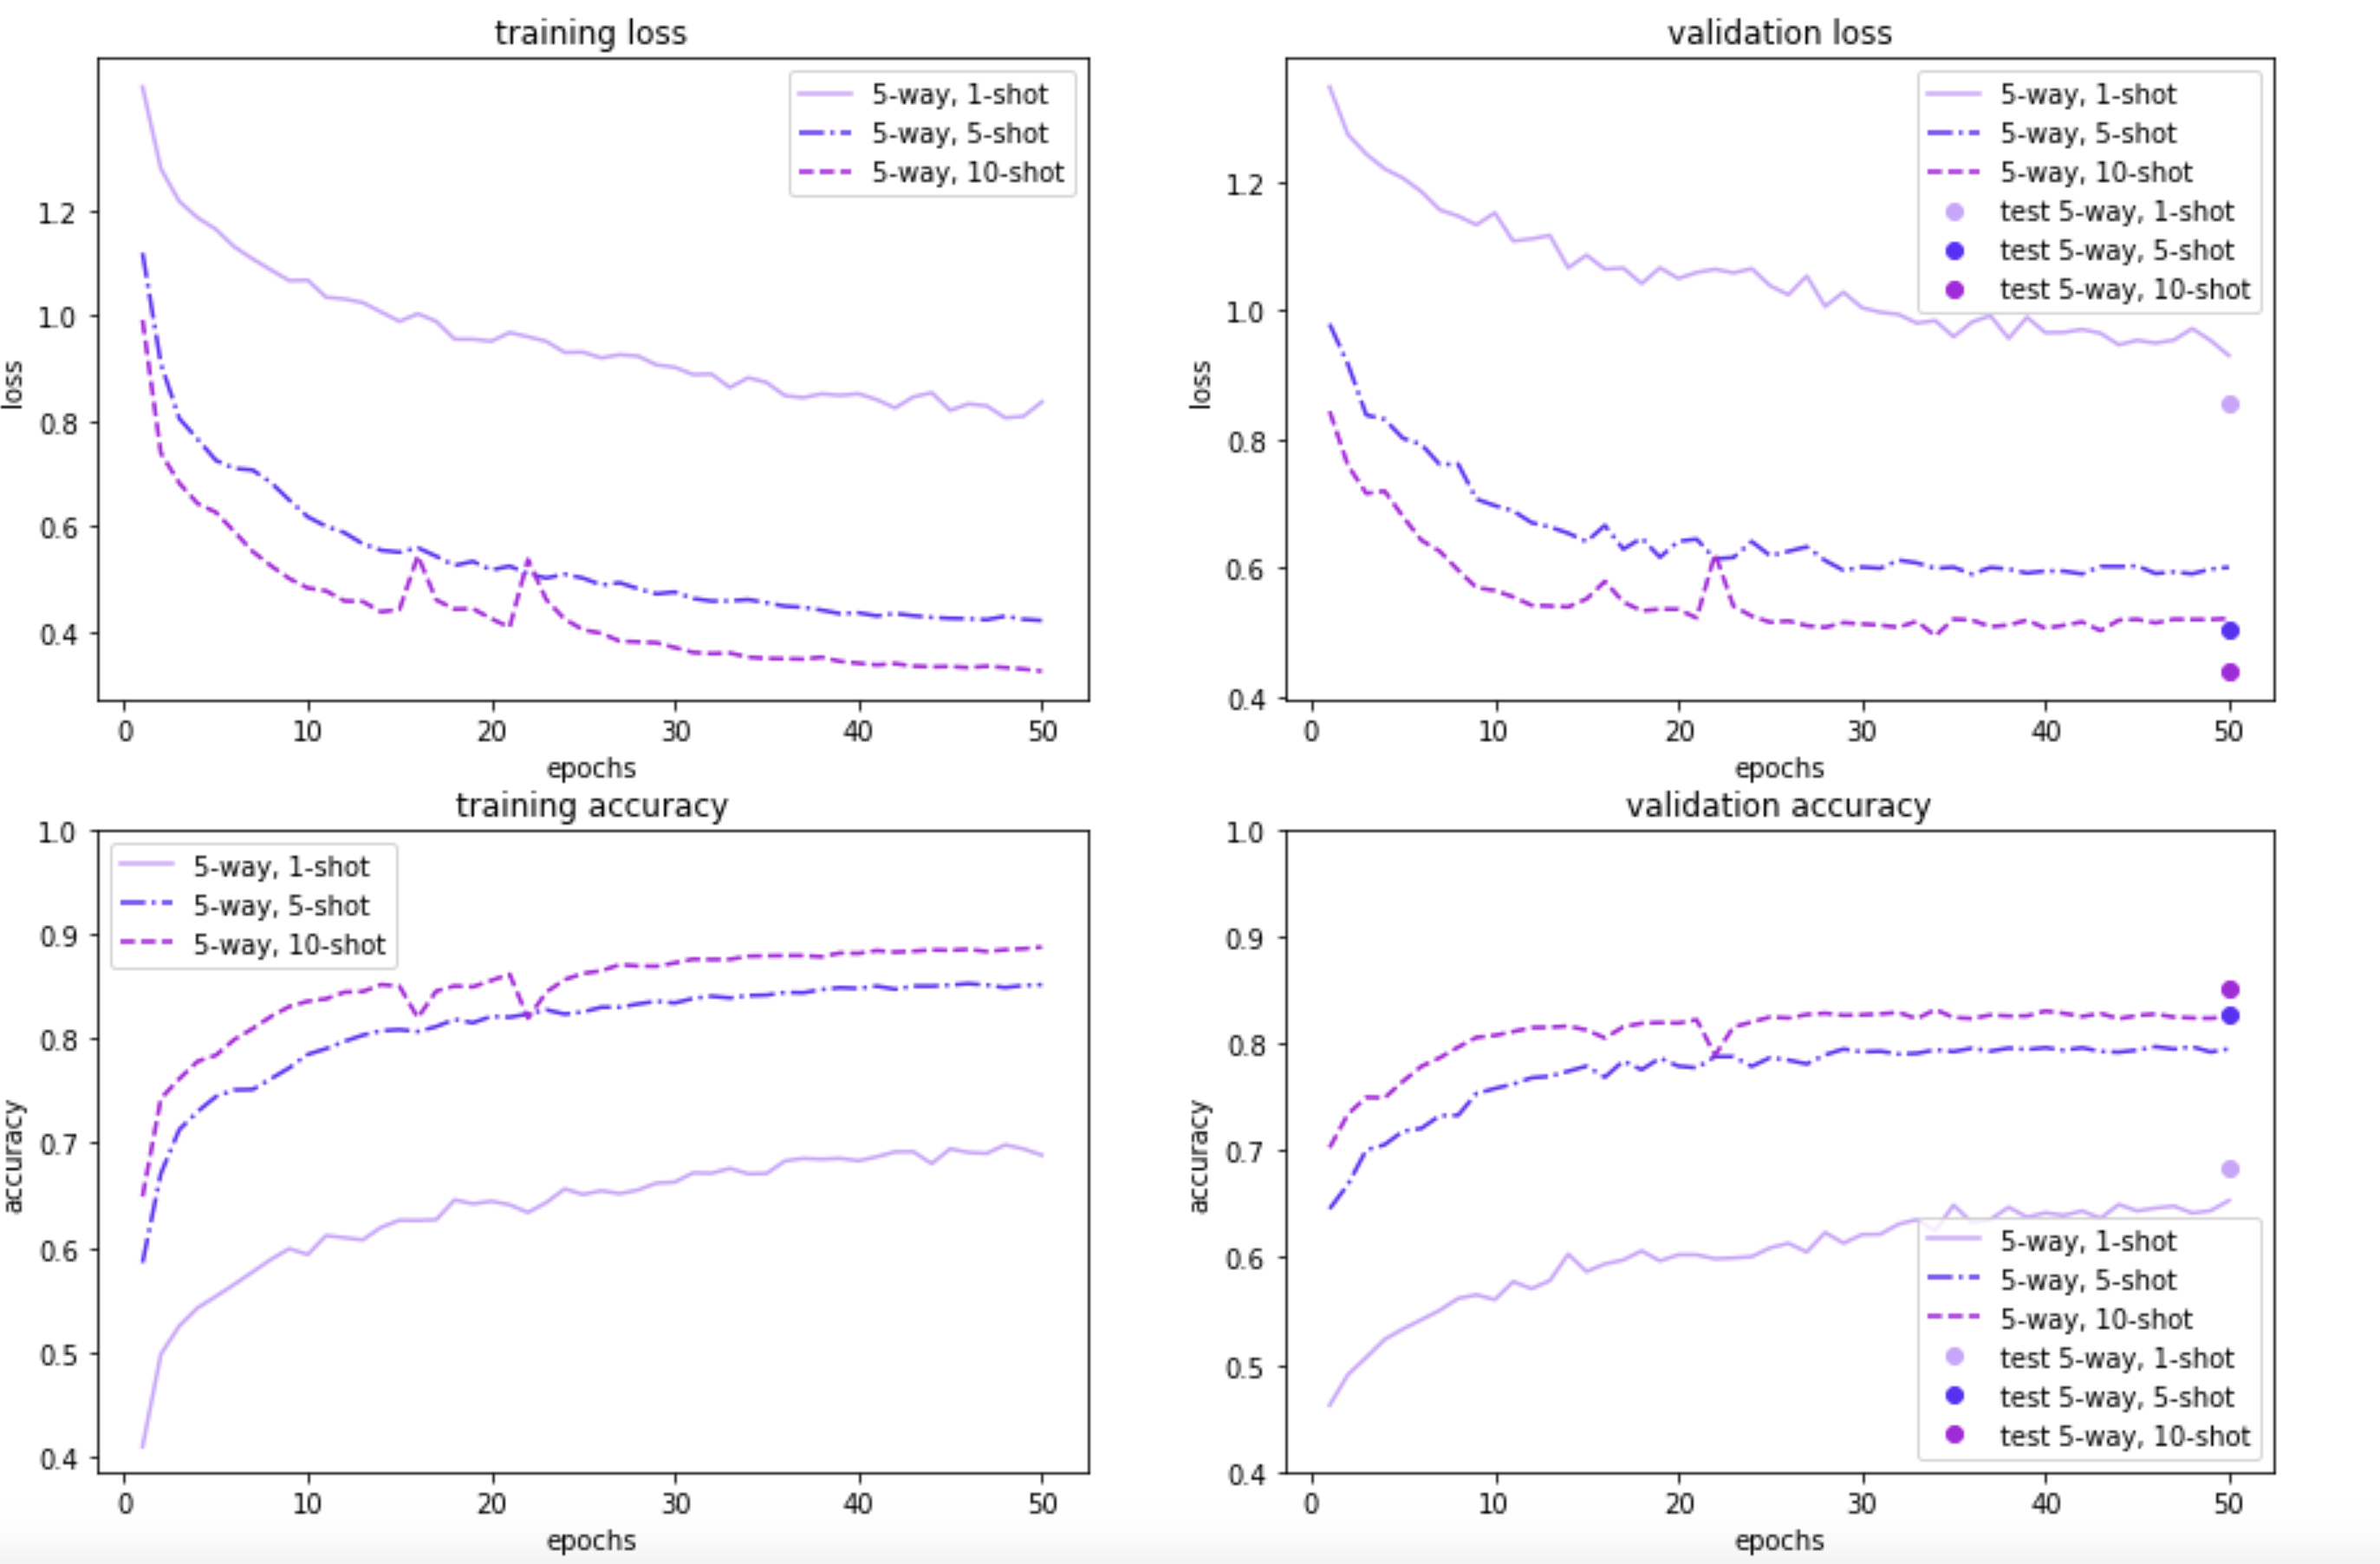 training loss
5-way, 1-shot
5-way, 5-shot
5-way, 10-shot
1.2
1.0
0.8
0.6
0.4
loss
0
10
20
30
40
50
epochs
validation loss
5-way, 1-shot
5-way, 5-shot
5-way, 10-shot
test 5-way, 1-shot
test 5-way, 5-shot
test 5-way, 10-shot
1.2
1.0
0.8
0.6
0.4
loss
0
10
20
30
40
50
epochs
training accuracy
5-way, 1-shot
5-way, 5-shot
5-way, 10-shot
1.0
0.9
0.8
0.7
0.6
0.5
0.4
accuracy
0
10
20
30
40
50
epochs
validation accuracy
1.0
0.9
0.8
0.7
0.6
0.5
0.4
accuracy
5-way, 1-shot
5-way, 5-shot
5-way, 10-shot
test 5-way, 1-shot
test 5-way, 5-shot
test 5-way, 10-shot
0
10
20
30
40
50
epochs